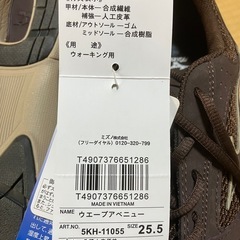 甲材/本体―合成繊維
補強―人工皮革
底材/アウトソール―ゴム
ミッドソール―合成樹脂
《用 途》
ウォーキング用
ミズノ株式会社
(フリーダイヤル) 0120-320-799
T4907376651286
T4907376651286
NAME
MADE IN VIETNAM
ウエーブアベニュー
ART.NO.
5KH-11055
SIZE
25.5